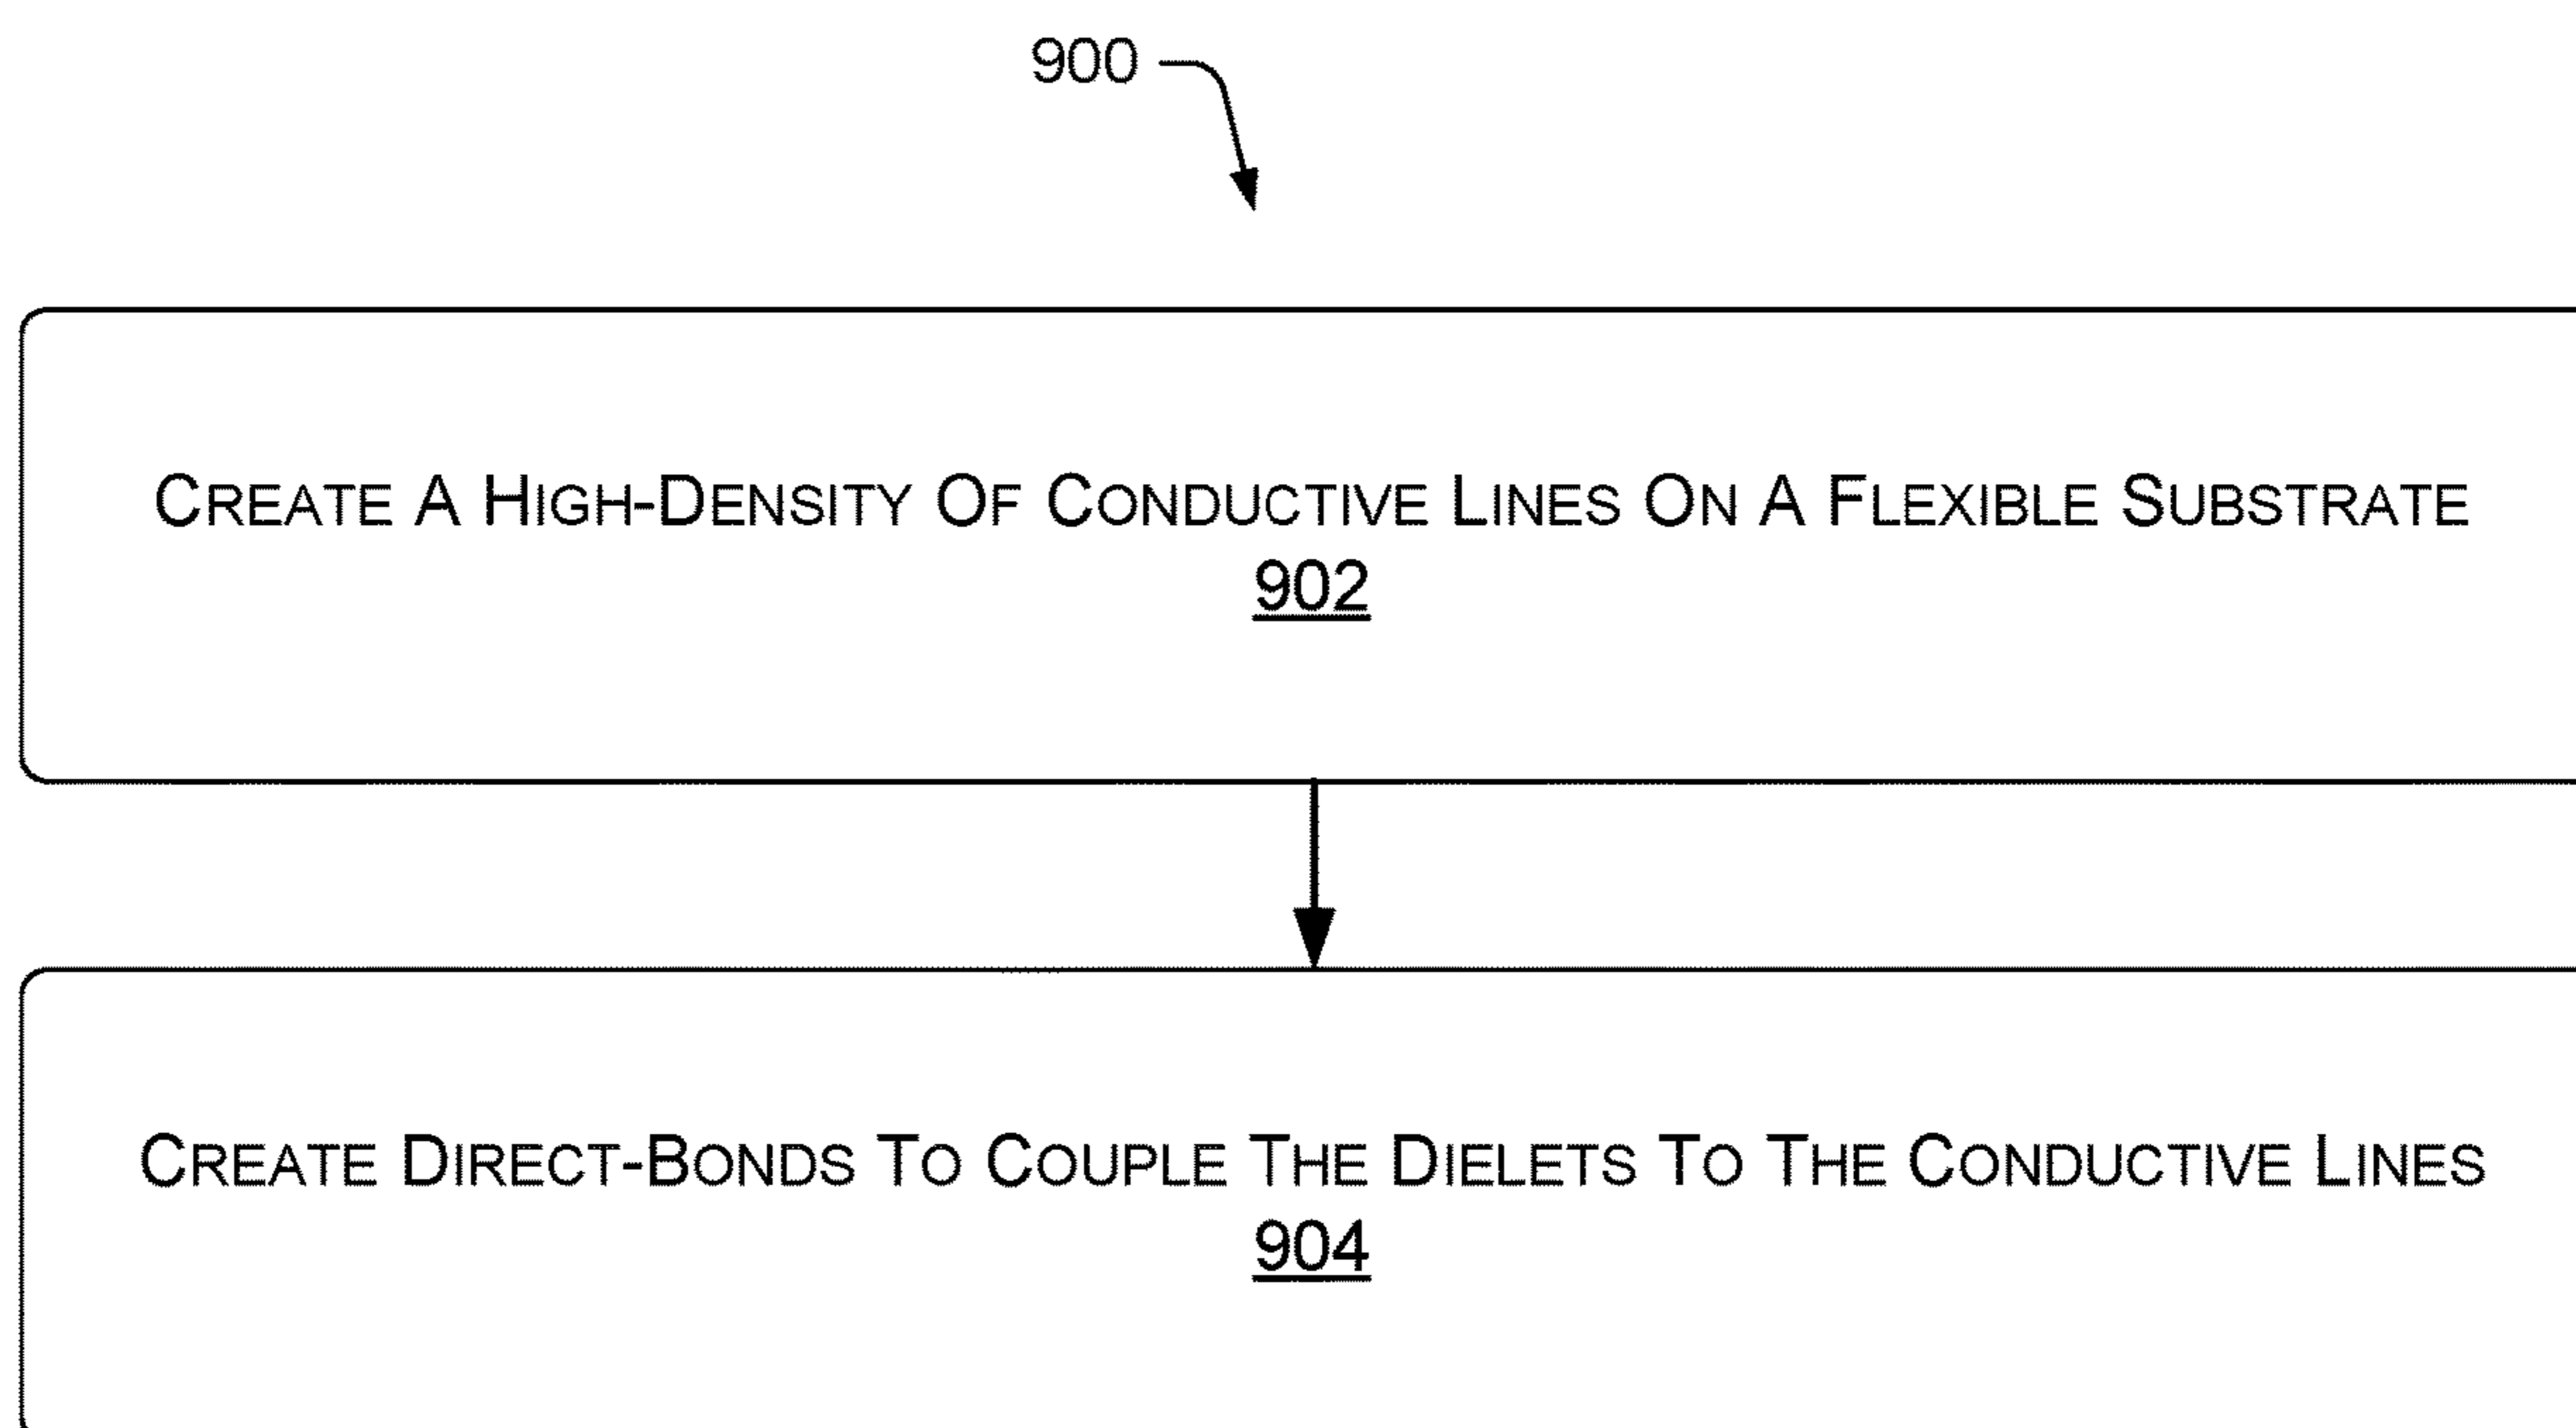 900
CREATE A HIGH-DENSITY OF CONDUCTIVE LINES ON A FLEXIBLE SUBSTRATE
902
CREATE DIRECT-BONDS TO COUPLE THE DIELETS TO THE CONDUCTIVE LINES
904